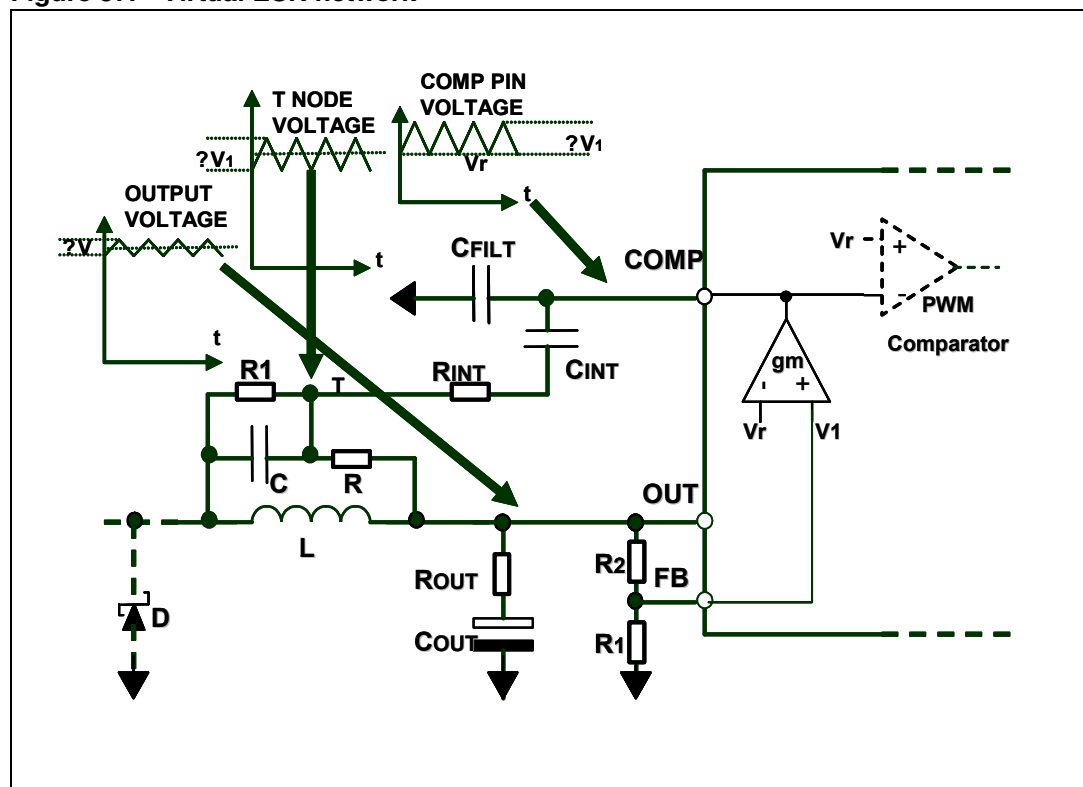 COMP PIN
VOLTAGE
T NODE
VOLTAGE
?V1
Vr
?V1
t
OUTPUT
VOLTAGE
?V
t
t
CFILT
COMP
Vr
+
-
PWM
Comparator
CINT
gm
-
+
Vr
V1
R1
T
RINT
C
R
L
OUT
ROUT
R2
FB
D
COUT
R1